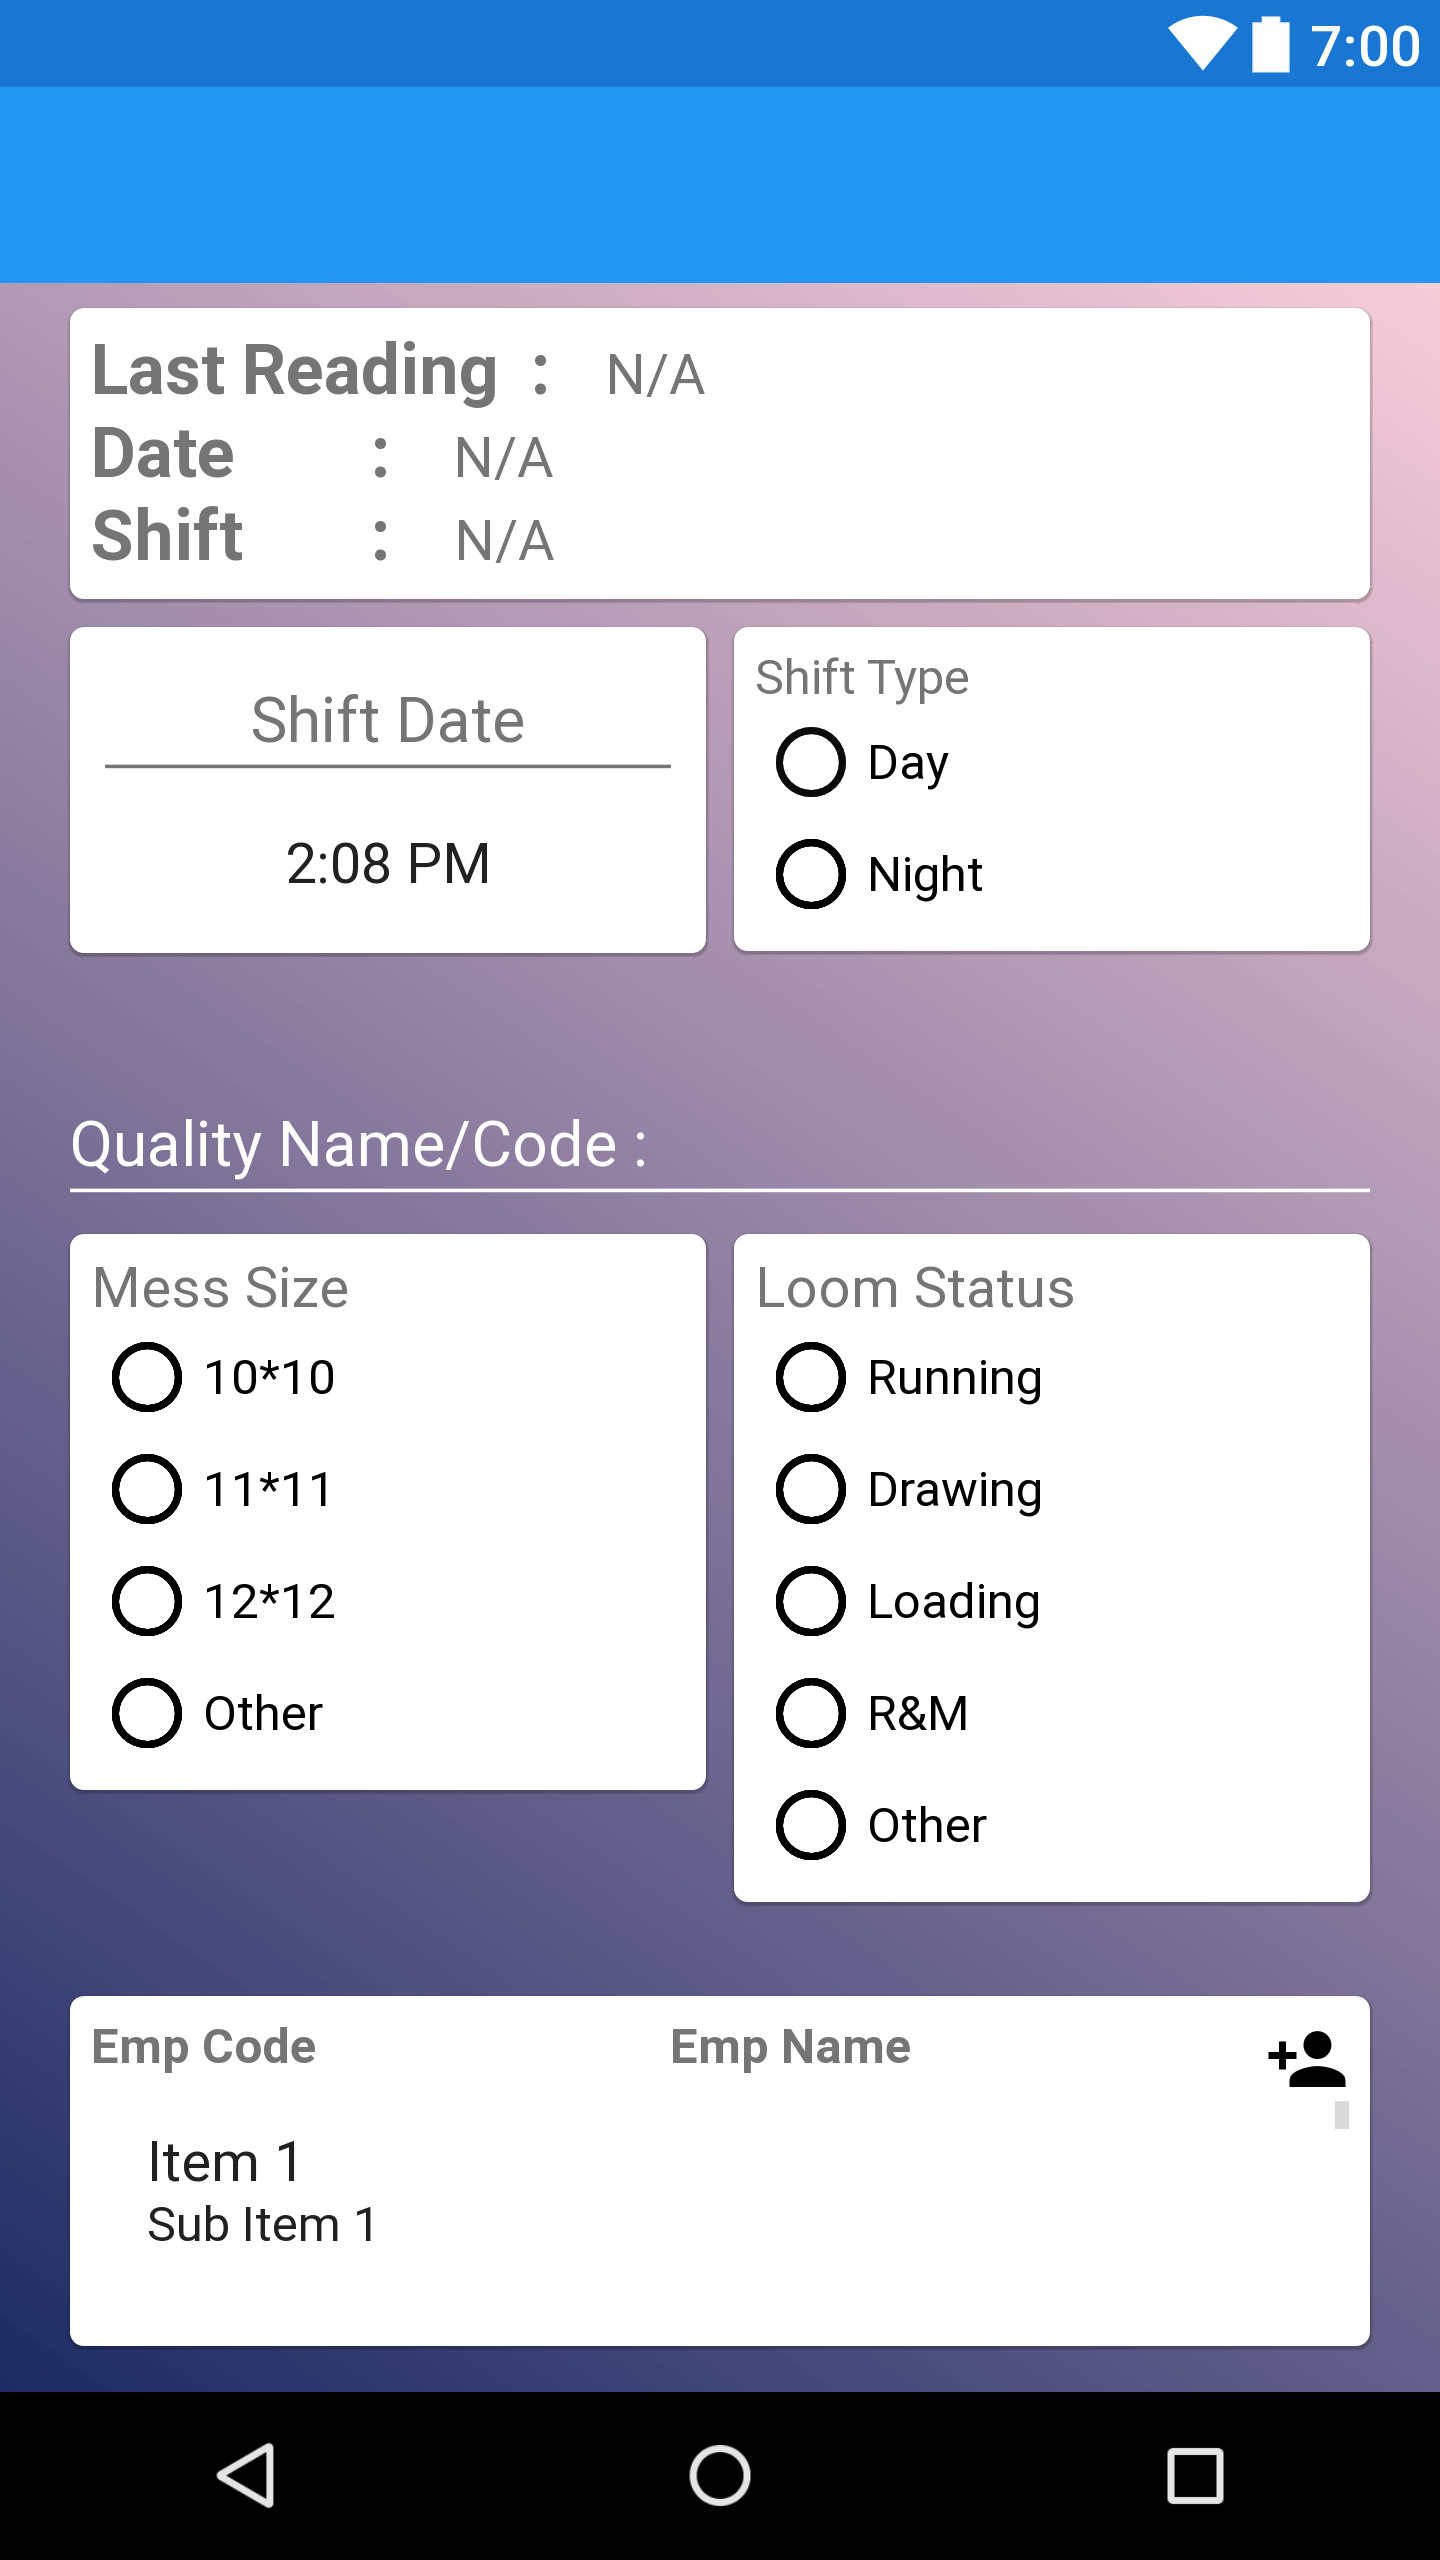 7:00
Last Reading : N/A
Date : N/A
Shift : N/A
Shift Date
2:08 PM
Shift Type
Day
Night
Quality Name/Code :
Mess Size
10*10
11*11
12*12
Other
Loom Status
Running
Drawing
Loading
R&M
Other
Emp Code Emp Name
Item 1
Sub Item 1